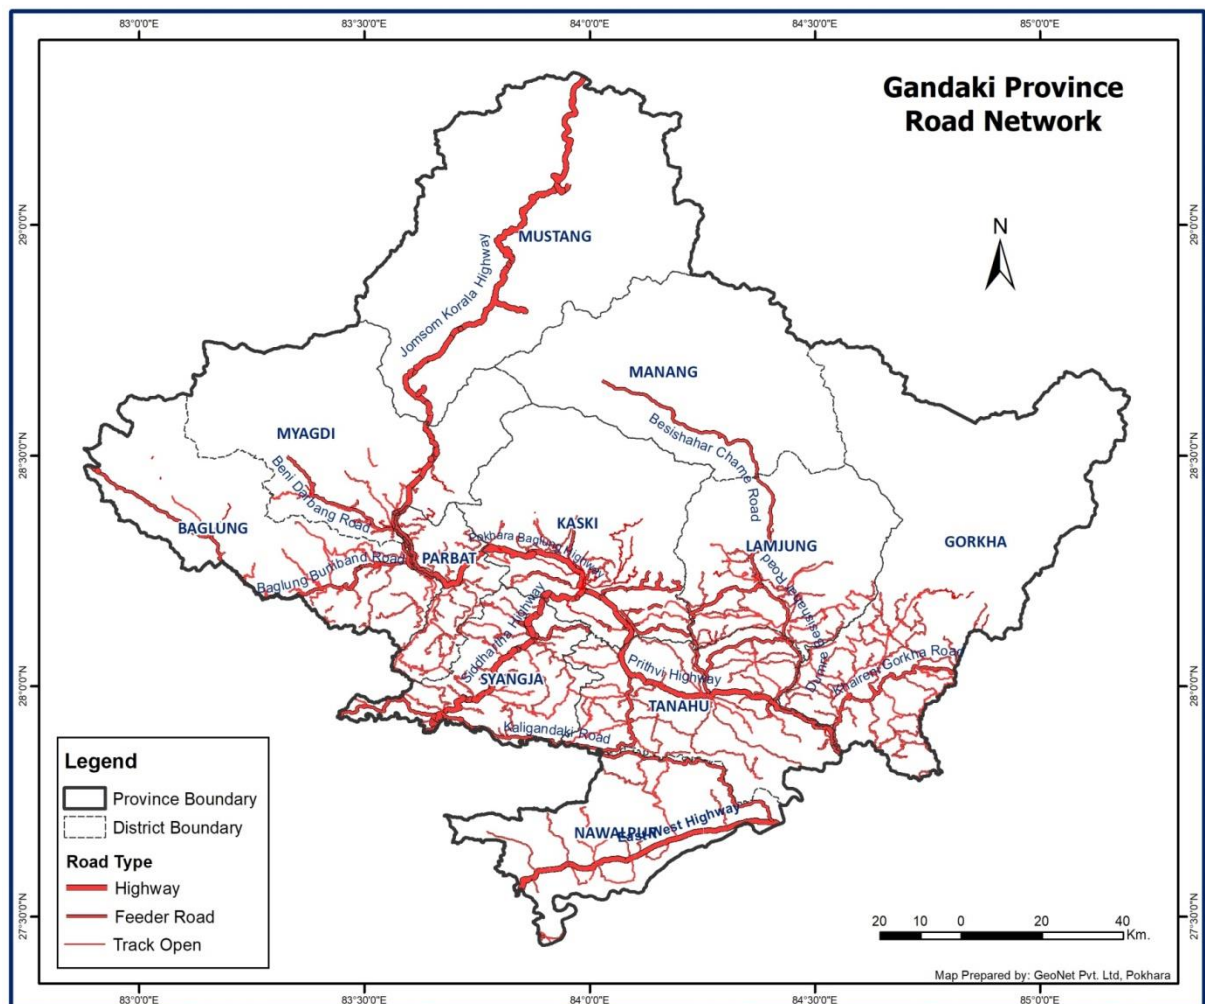 83°0'0"E
83°30'0"E
84°0'0"E
84°30'0"E
85°0'0"E
Gandaki Province
Road Network
N
29°0'0"N
29°0'0"N
MUSTANG
Jomsom Korala Highway
MANANG
Besishahar Chame Road
28°30'0"N
28°30'0"N
MYAGDI
Beni Darbang Road
BAGLUNG
KASKI
Pokhara Baglung Highway
PARBAT
LAMJUNG
GORKHA
Baglung Burtiband Road
Dumre Besisahar Road
Siddhartha Highway
Khaireni Gorkha Road
Prithvi Highway
SYANGJA
28°0'0"N
28°0'0"N
TANAHU
Kaligandaki Road
NAWALPUR
East West Highway
Legend
Province Boundary
District Boundary
Road Type
Highway
Feeder Road
Track Open
27°30'0"N
27°30'0"N
20 10 0 20 40
Km.
Map Prepared by: GeoNet Pvt. Ltd, Pokhara
83°0'0"E
83°30'0"E
84°0'0"E
84°30'0"E
85°0'0"E